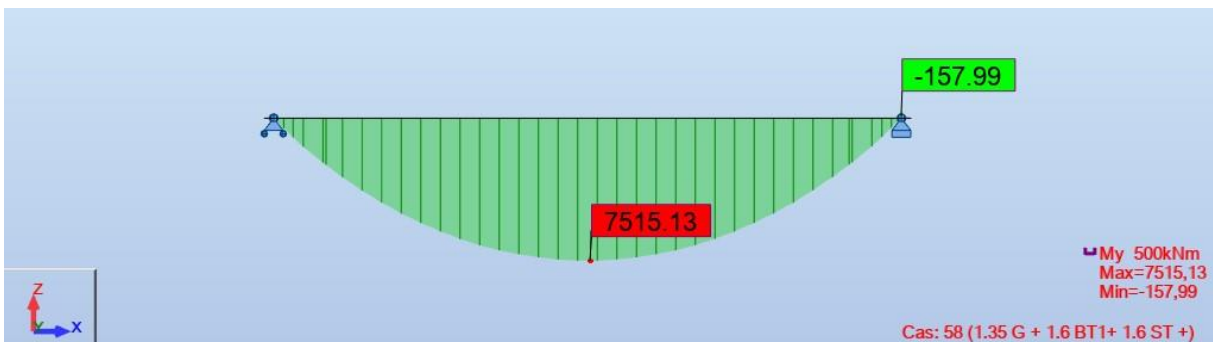 -157.99
7515.13
My 500kNm
Max=7515,13
Min=-157,99
Z
Y
X
Cas: 58 (1.35 G + 1.6 BT1+ 1.6 ST +)